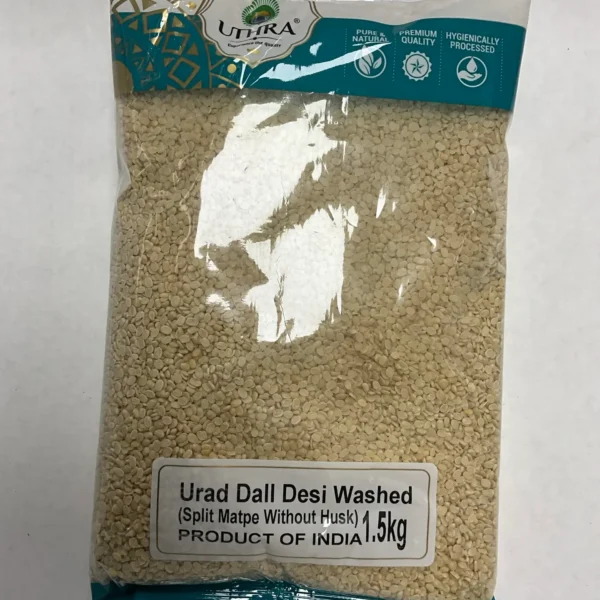 UTHRA®
PURE & NATURAL
PREMIUM QUALITY
HYGIENICALLY PROCESSED
Urad Dall Desi Washed
(Split Matpe Without Husk) 1.5kg
PRODUCT OF INDIA